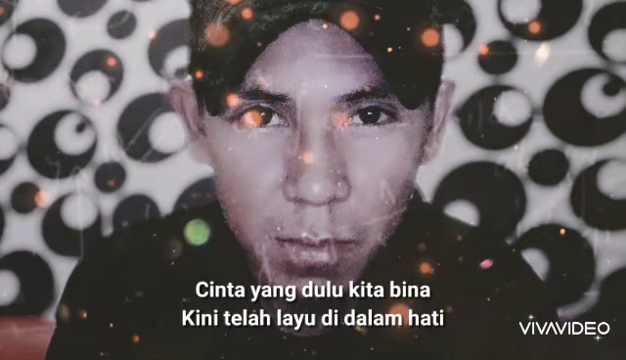 Cinta yang dulu kita bina
Kini telah layu di dalam hati
VIVAVIDEO